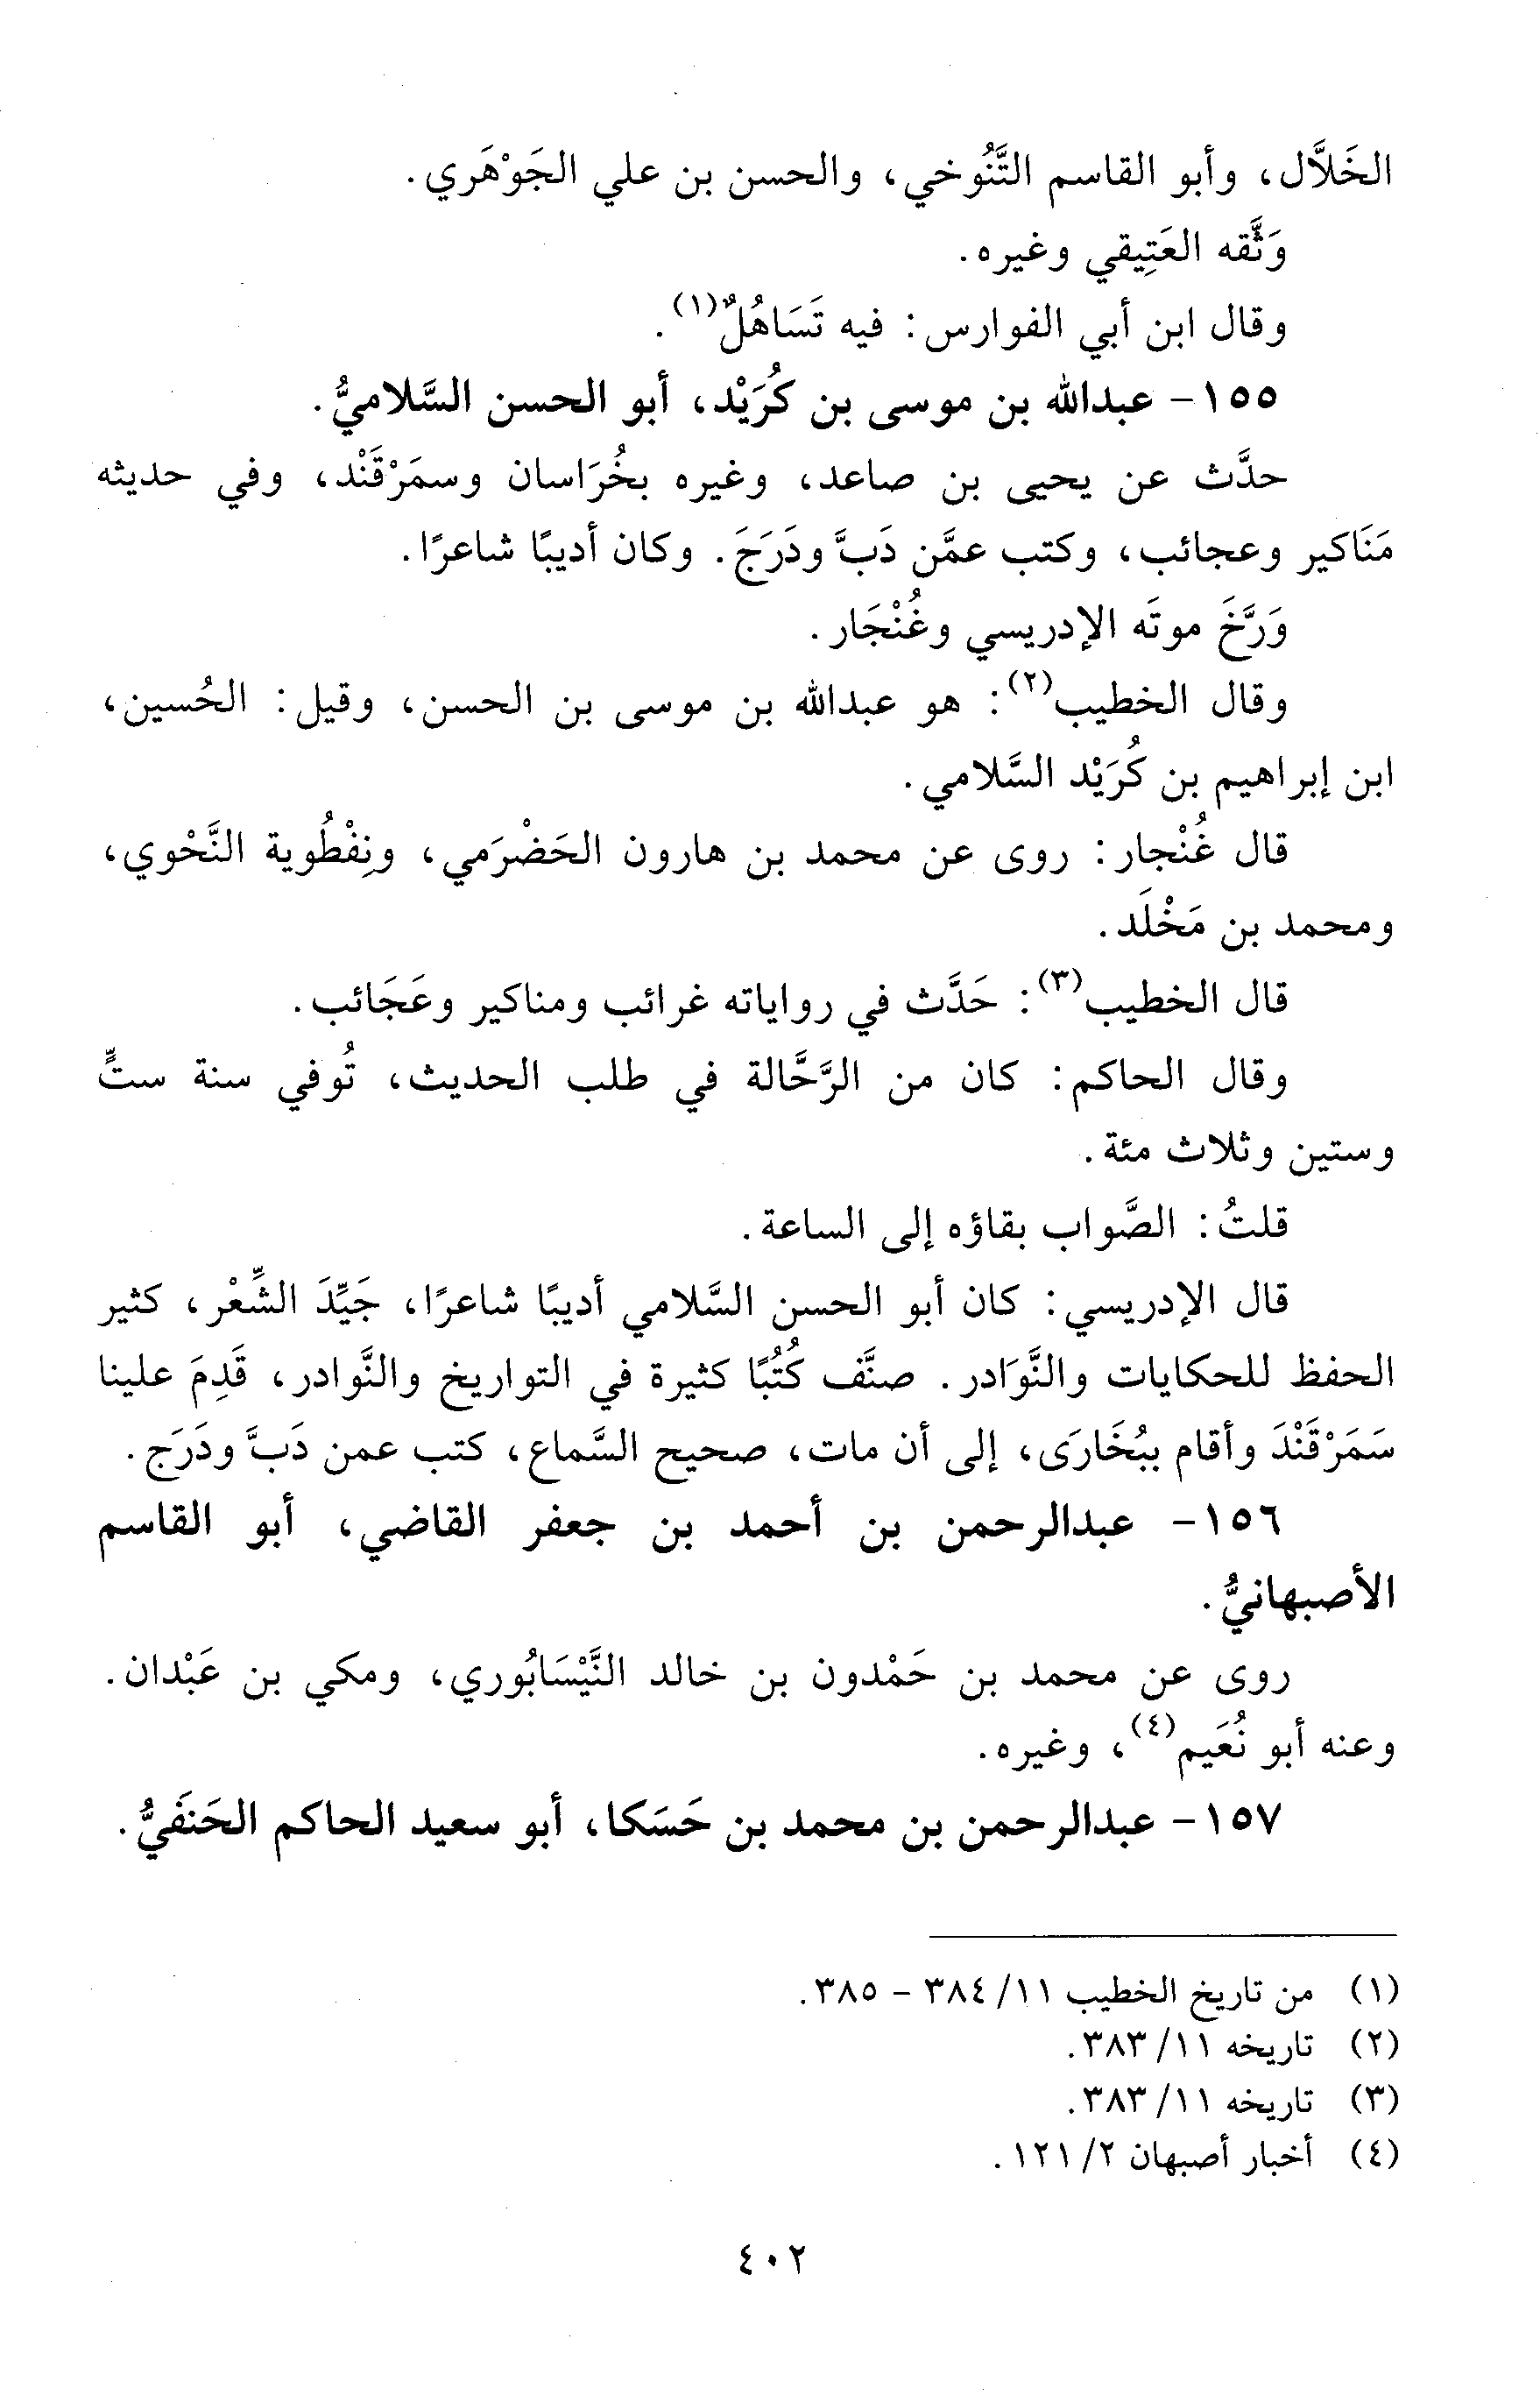 الخَلاَّل، وأبو القاسم التَّنُوخي، والحسن بن علي الجَوْهَري.
وَثَّقه العَتِيقي وغيره.
وقال ابن أبي الفوارس: فيه تَسَاهُلٌ(١).
١٥٥- عبدالله بن موسى بن كُرَيْد، أبو الحسن السَّلاميُّ.
حدَّث عن يحيى بن صاعد، وغيره بخُرَاسان وسمَرْقَنْد، وفي حديثه
مَنَاكير وعجائب، وكتب عمَّن دَبَّ ودَرَجَ. وكان أديبًا شاعرًا.
وَرَّخَ موتَه الإدريسي وغُنْجَار.
وقال الخطيب(٢): هو عبدالله بن موسى بن الحسن، وقيل: الحُسين،
ابن إبراهيم بن كُرَيْد السَّلامي.
قال غُنْجار: روى عن محمد بن هارون الحَضْرَمي، ونِفْطُوية النَّحْوي،
ومحمد بن مَخْلَد.
قال الخطيب(٣): حَدَّث في رواياته غرائب ومناكير وعَجَائب.
وقال الحاكم: كان من الرَّحَّالة في طلب الحديث، تُوفي سنة ستٍّ
وستين وثلاث مئة.
قلتُ: الصَّواب بقاؤه إلى الساعة.
قال الإدريسي: كان أبو الحسن السَّلامي أديبًا شاعرًا، جَيِّدَ الشِّعْر، كثير
الحفظ للحكايات والنَّوَادر. صنَّف كُتُبًا كثيرة في التواريخ والنَّوادر، قَدِمَ علينا
سَمَرْقَنْدَ وأقام ببُخَارَى، إلى أن مات، صحيح السَّماع، كتب عمن دَبَّ ودَرَج.
١٥٦- عبدالرحمن بن أحمد بن جعفر القاضي، أبو القاسم
الأصبهانيُّ.
روى عن محمد بن حَمْدون بن خالد النَّيْسَابُوري، ومكي بن عَبْدان.
وعنه أبو نُعَيم(٤)، وغيره.
١٥٧- عبدالرحمن بن محمد بن حَسَكا، أبو سعيد الحاكم الحَنفَيُّ.
(١) من تاريخ الخطيب ١١/ ٣٨٤ - ٣٨٥.
(٢) تاريخه ١١/ ٣٨٣.
(٣) تاريخه ١١/ ٣٨٣.
(٤) أخبار أصبهان ٢/ ١٢١.
٤٠٢